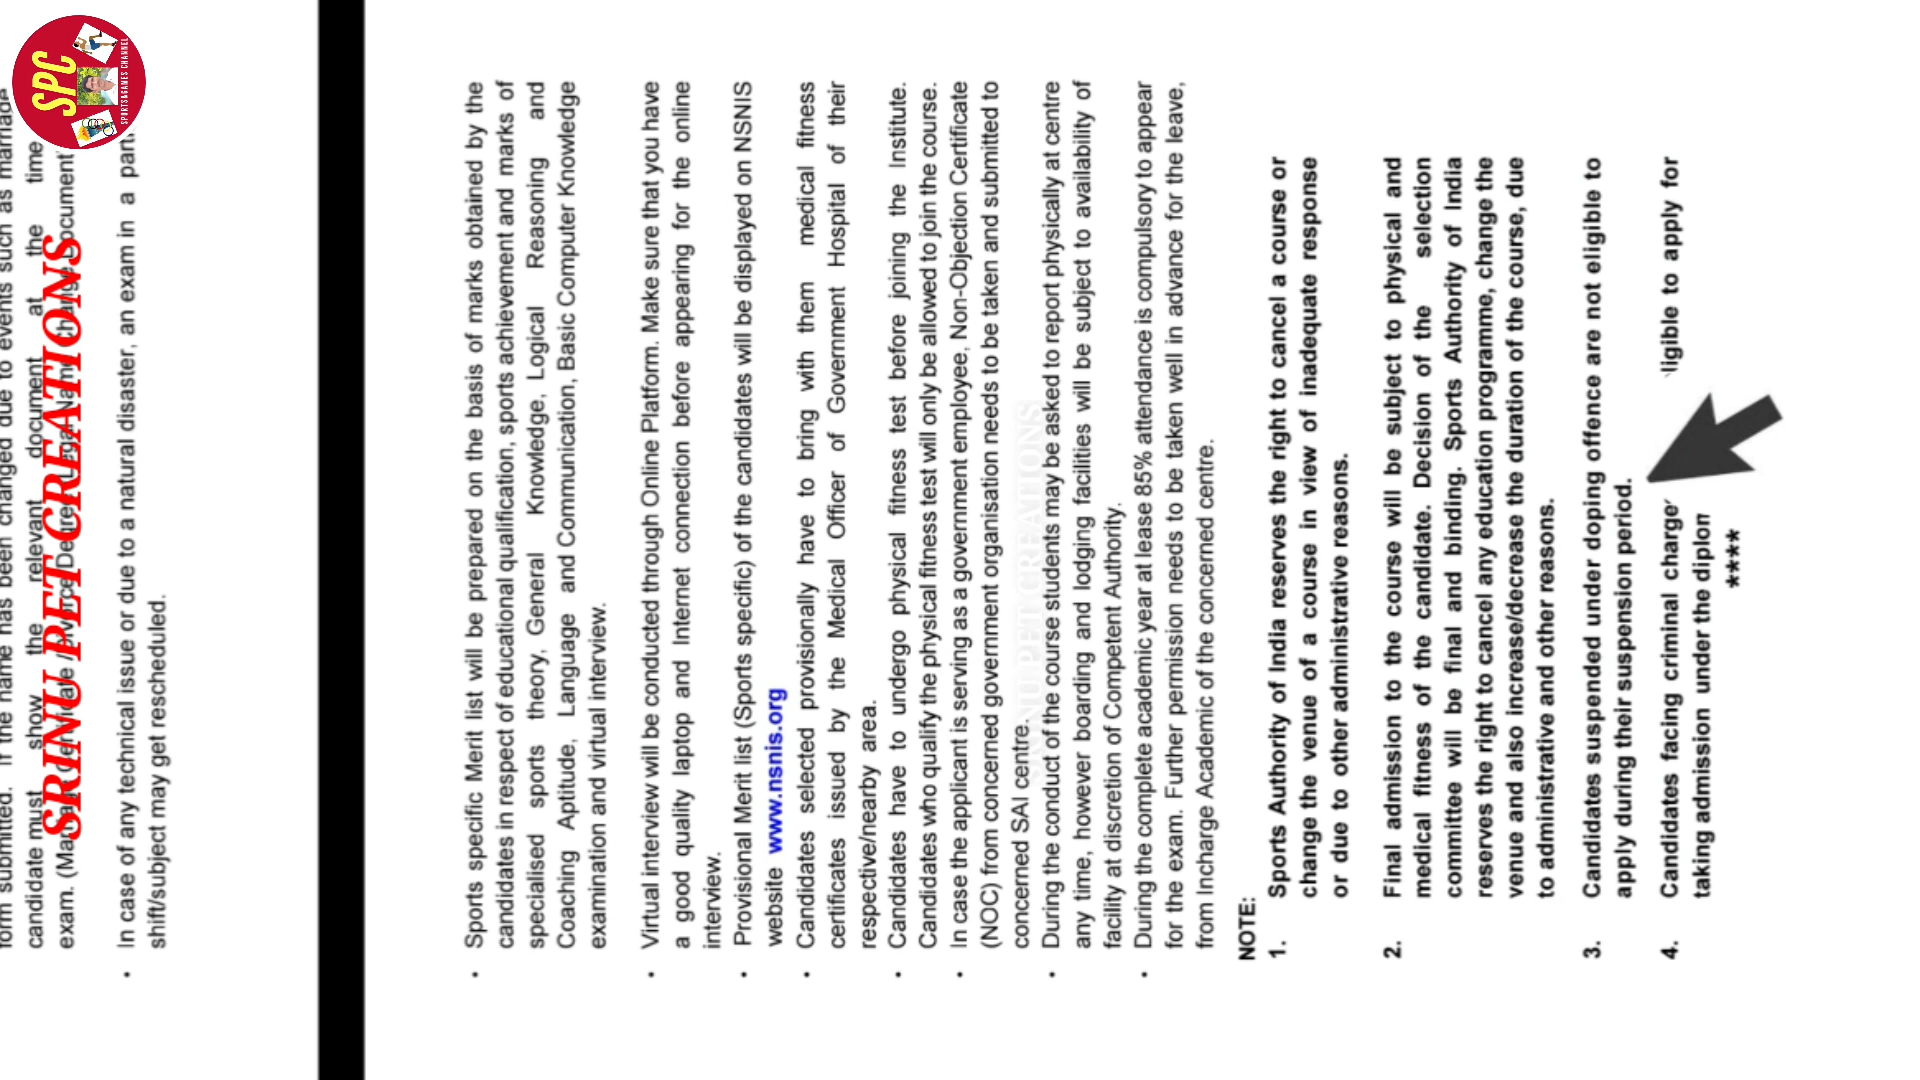 SPC
SPORTS&GAMES CHANNEL
SRINU PET CREATIONS
form submitted. If the name has been changed due to events such as marriage
candidate must show the relevant document at the time
exam.
• In case of any technical issue or due to a natural disaster, an exam in a part
shift/subject may get rescheduled.
• Sports specific Merit list will be prepared on the basis of marks obtained by the
candidates in respect of educational qualification, sports achievement and marks of
specialised sports theory, General Knowledge, Logical Reasoning and
Coaching Aptitude, Language and Communication, Basic Computer Knowledge
examination and virtual interview.
• Virtual interview will be conducted through Online Platform. Make sure that you have
a good quality laptop and Internet connection before appearing for the online
interview.
• Provisional Merit list (Sports specific) of the candidates will be displayed on NSNIS
website www.nsnis.org
• Candidates selected provisionally have to bring with them medical fitness
certificates issued by the Medical Officer of Government Hospital of their
respective/nearby area.
• Candidates have to undergo physical fitness test before joining the Institute.
Candidates who qualify the physical fitness test will only be allowed to join the course.
• In case the applicant is serving as a government employee, Non-Objection Certificate
(NOC) from concerned government organisation needs to be taken and submitted to
concerned SAI centre.
SRINU PET CREATIONS
• During the conduct of the course students may be asked to report physically at centre
any time, however boarding and lodging facilities will be subject to availability of
facility at discretion of Competent Authority.
• During the complete academic year at lease 85% attendance is compulsory to appear
for the exam. Further permission needs to be taken well in advance for the leave,
from Incharge Academic of the concerned centre.
NOTE:
1. Sports Authority of India reserves the right to cancel a course or
change the venue of a course in view of inadequate response
or due to other administrative reasons.
2. Final admission to the course will be subject to physical and
medical fitness of the candidate. Decision of the selection
committee will be final and binding. Sports Authority of India
reserves the right to cancel any education programme, change the
venue and also increase/decrease the duration of the course, due
to administrative and other reasons.
3. Candidates suspended under doping offence are not eligible to
apply during their suspension period.
4. Candidates facing criminal charge ligible to apply for
taking admission under the diplon
****